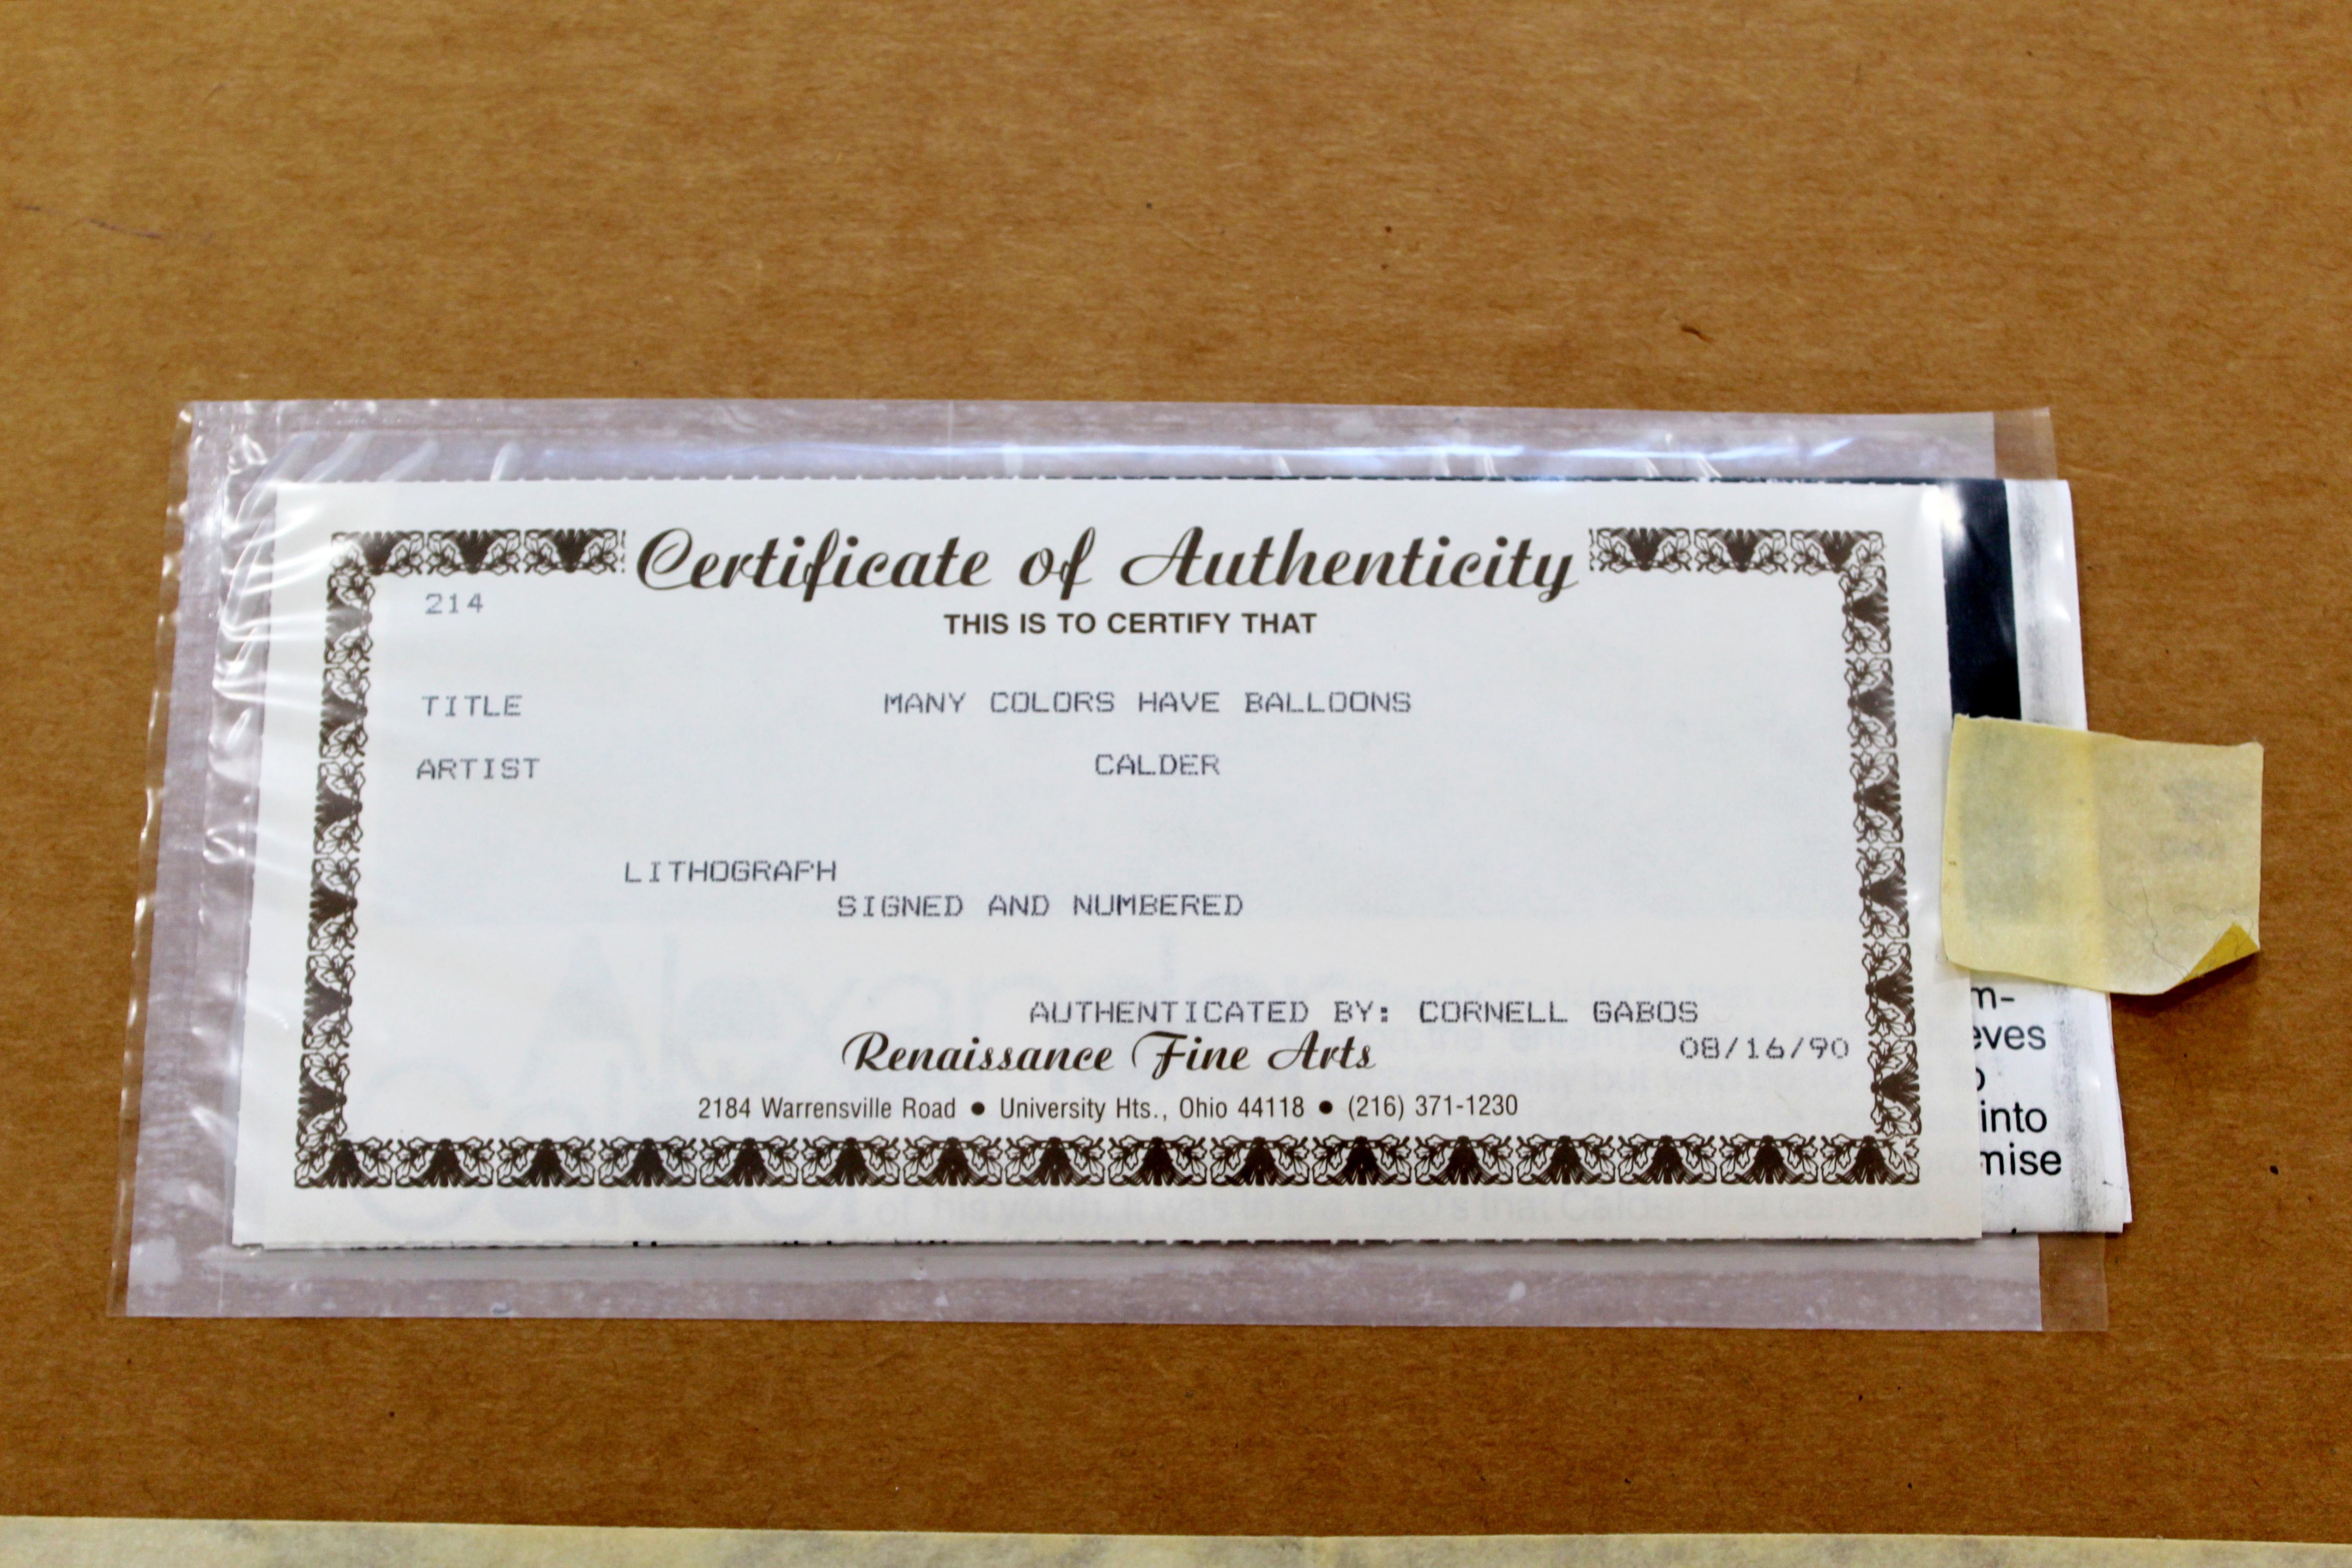 Certificate of Authenticity
214
THIS IS TO CERTIFY THAT
TITLE MANY COLORS HAVE BALLOONS
ARTIST CALDER
LITHOGRAPH
SIGNED AND NUMBERED
AUTHENTICATED BY: CORNELL GABOS
Renaissance Fine Arts 08/16/90
2184 Warrensville Road • University Hts., Ohio 44118 • (216) 371-1230
m-
eves
into
mise